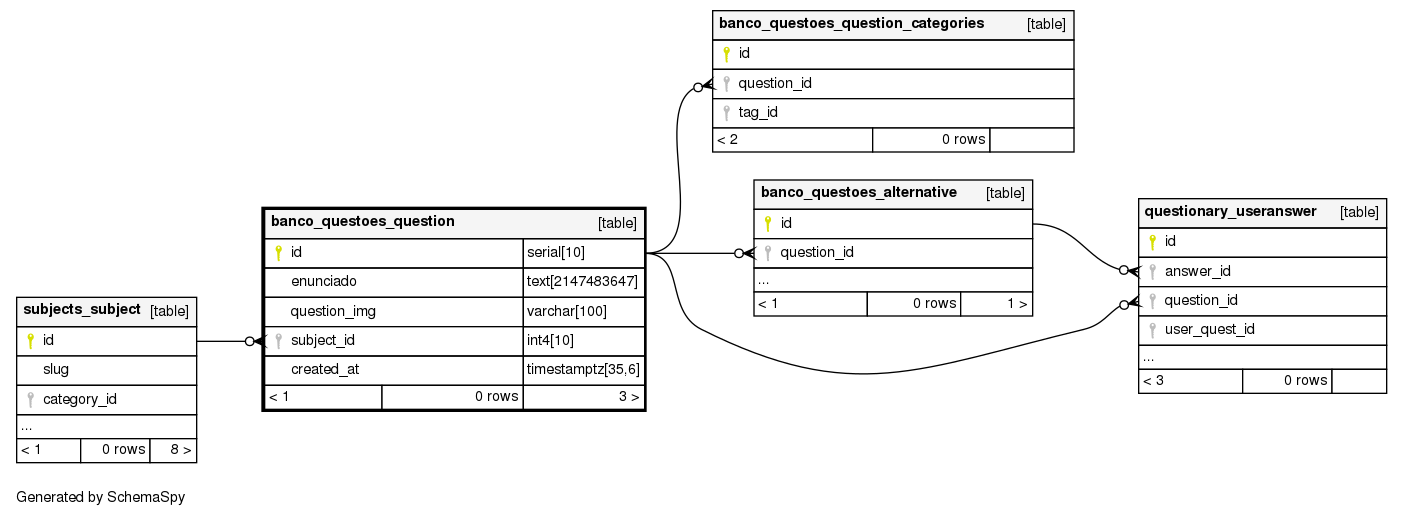 banco_questoes_question_categories [table]
id
question_id
tag_id
< 2 0 rows
banco_questoes_alternative [table]
id
question_id
...
< 1 0 rows 1 >
questionary_useranswer [table]
id
answer_id
question_id
user_quest_id
...
< 3 0 rows
banco_questoes_question [table]
id serial[10]
enunciado text[2147483647]
question_img varchar[100]
subject_id int4[10]
created_at timestamptz[35,6]
< 1 0 rows 3 >
subjects_subject [table]
id
slug
category_id
...
< 1 0 rows 8 >
Generated by SchemaSpy